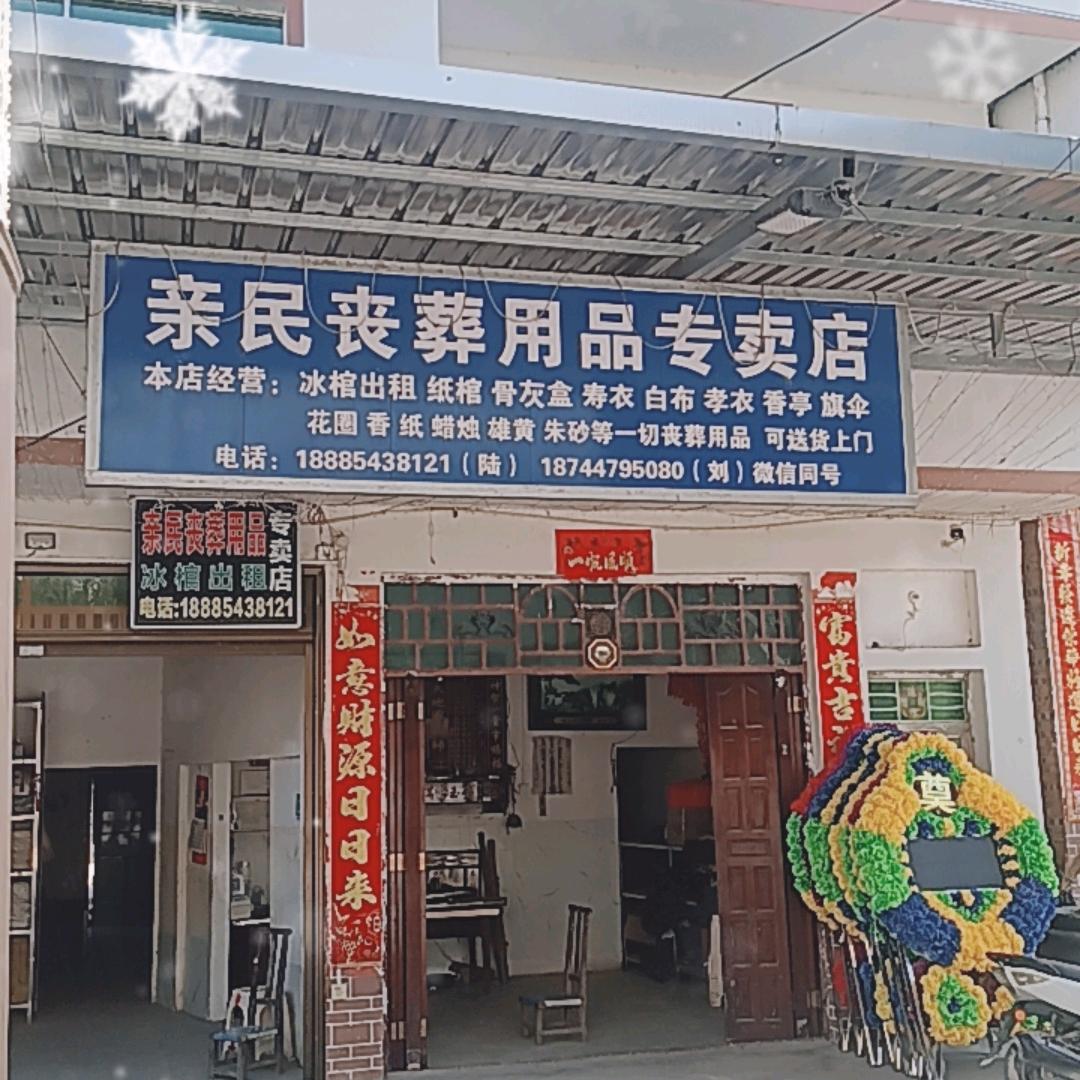 亲民丧葬用品专卖店
本店经营：冰棺出租 纸棺 骨灰盒 寿衣 白布 孝衣 香亭 旗伞
花圈 香 纸 蜡烛 雄黄 朱砂等一切丧葬用品 可送货上门
电话：18885438121（陆） 18744795080（刘）微信同号
亲民丧葬用品
专卖店
冰棺出租
电话:18885438121
一帆风顺
如意财源日日来
富貴吉
奠